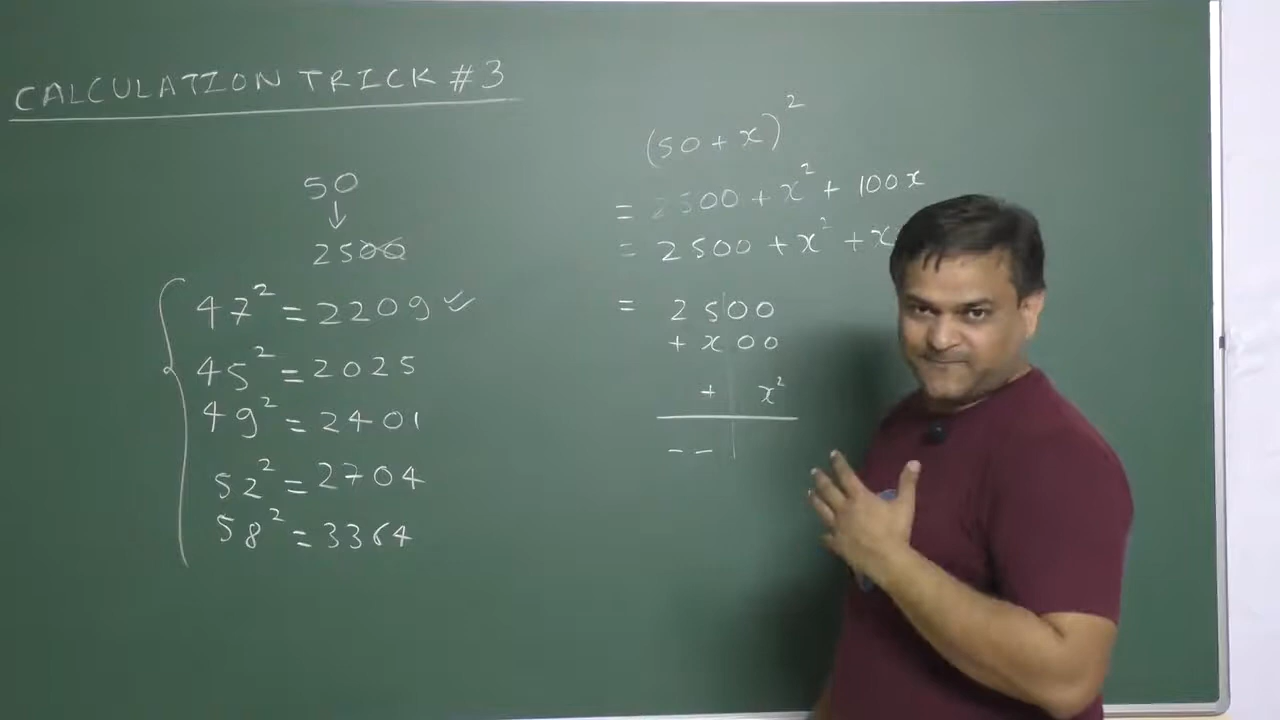 CALCULATION TRICK #3
50
↓
2500
47² = 2209 ✓
45² = 2025
49² = 2401
52² = 2704
58² = 3364
(50 + x)²
= 2500 + x² + 100x
= 2500 + x² + x
= 2500
+ x00
+ x²
– –